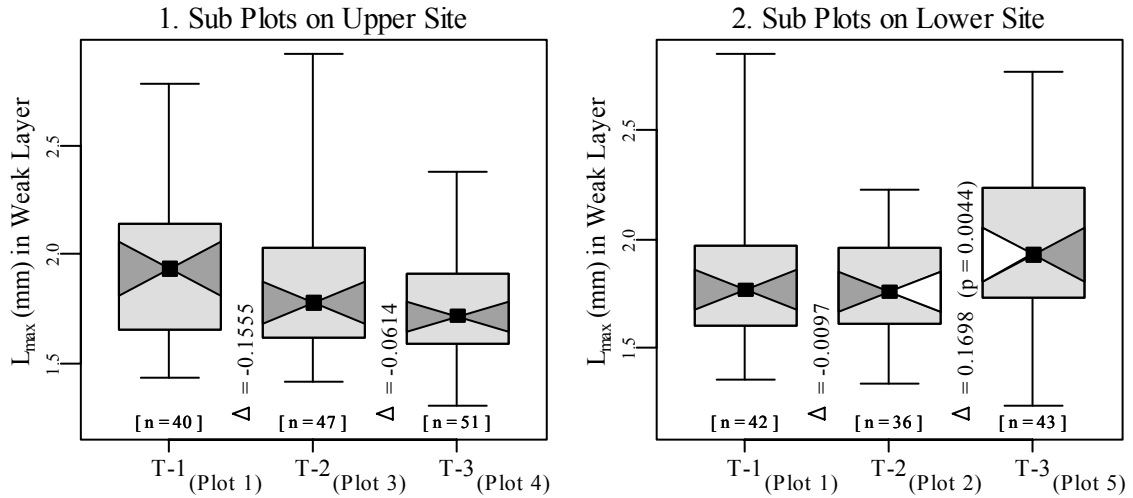 1. Sub Plots on Upper Site
L_max (mm) in Weak Layer
2.5
2.0
1.5
Δ = -0.1555
Δ = -0.0614
[ n = 40 ] [ n = 47 ] [ n = 51 ]
T-1 (Plot 1) T-2 (Plot 3) T-3 (Plot 4)
2. Sub Plots on Lower Site
L_max (mm) in Weak Layer
2.5
2.0
1.5
Δ = -0.0097
Δ = 0.1698 (p = 0.0044)
[ n = 42 ] [ n = 36 ] [ n = 43 ]
T-1 (Plot 1) T-2 (Plot 2) T-3 (Plot 5)